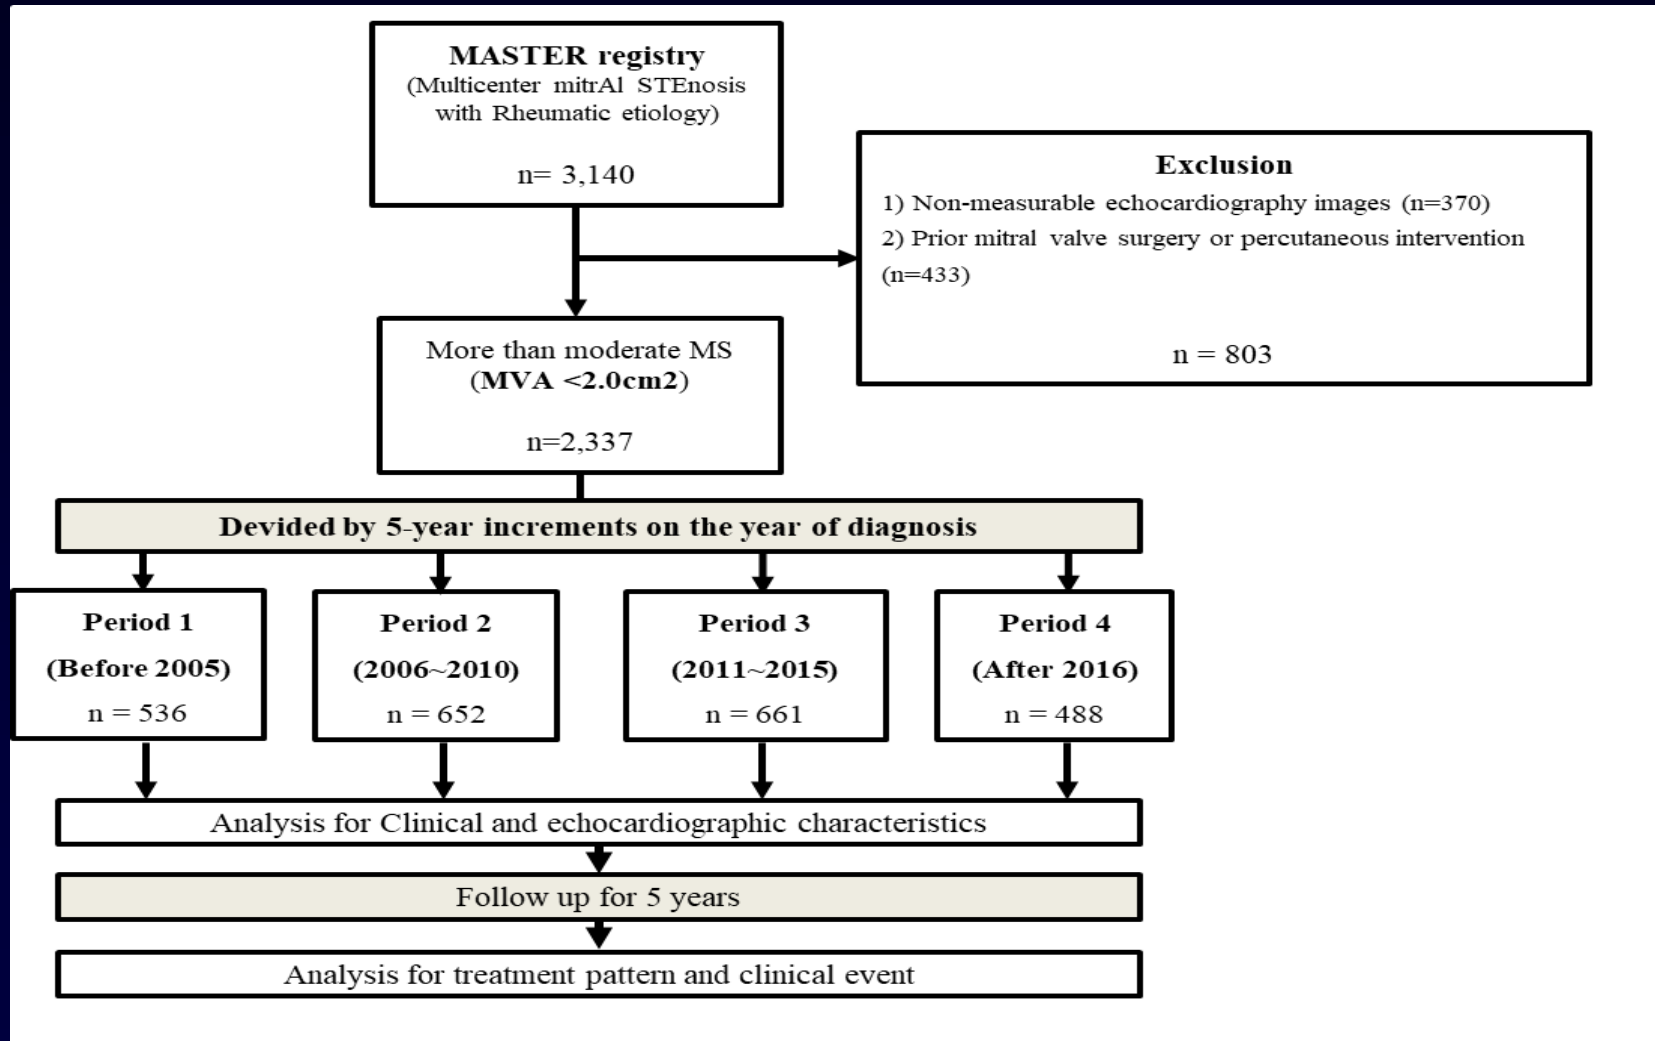 MASTER registry
(Multicenter mitrAl STEnosis
with Rheumatic etiology)
n= 3,140
Exclusion
1) Non-measurable echocardiography images (n=370)
2) Prior mitral valve surgery or percutaneous intervention
(n=433)
n = 803
More than moderate MS
(MVA <2.0cm2)
n=2,337
Devided by 5-year increments on the year of diagnosis
Period 1
(Before 2005)
n = 536
Period 2
(2006~2010)
n = 652
Period 3
(2011~2015)
n = 661
Period 4
(After 2016)
n = 488
Analysis for Clinical and echocardiographic characteristics
Follow up for 5 years
Analysis for treatment pattern and clinical event